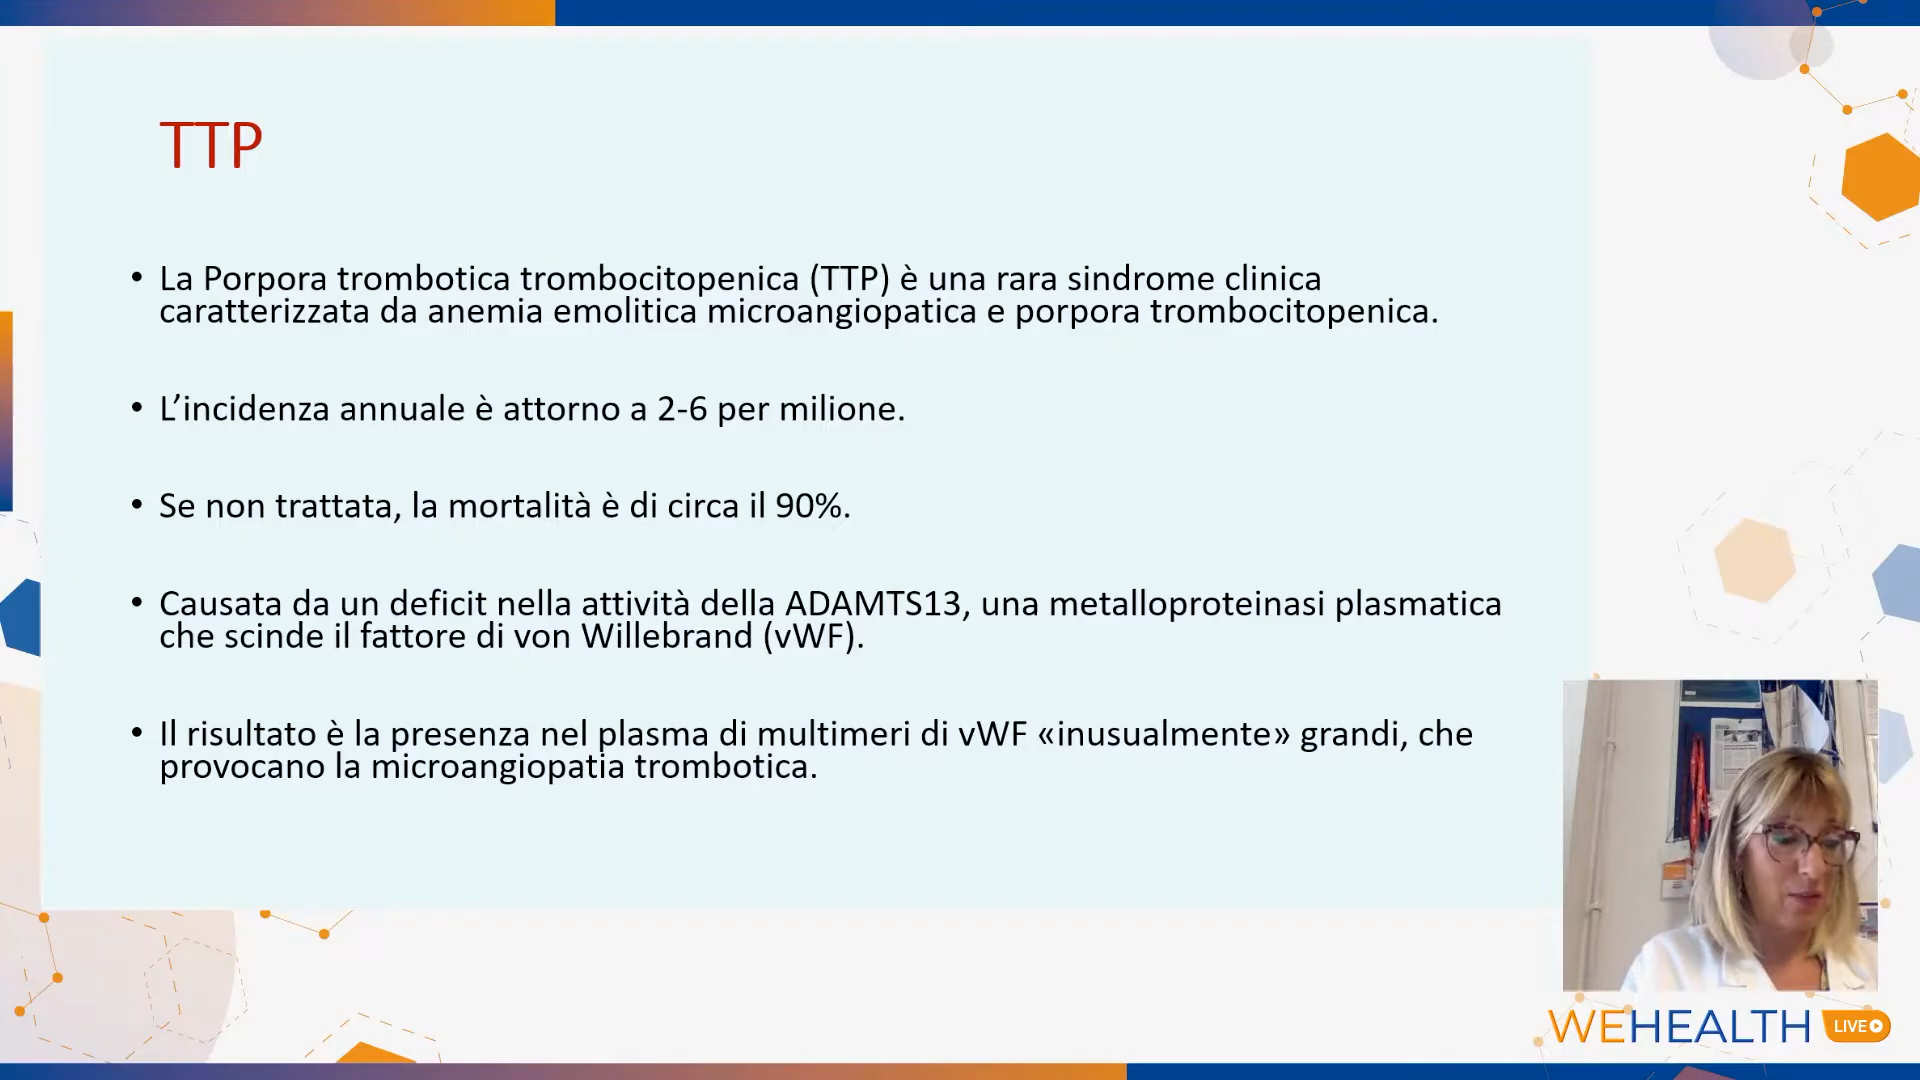 TTP
• La Porpora trombotica trombocitopenica (TTP) è una rara sindrome clinica
caratterizzata da anemia emolitica microangiopatica e porpora trombocitopenica.
• L’incidenza annuale è attorno a 2-6 per milione.
• Se non trattata, la mortalità è di circa il 90%.
• Causata da un deficit nella attività della ADAMTS13, una metalloproteinasi plasmatica
che scinde il fattore di von Willebrand (vWF).
• Il risultato è la presenza nel plasma di multimeri di vWF «inusualmente» grandi, che
provocano la microangiopatia trombotica.
WEHEALTH LIVE